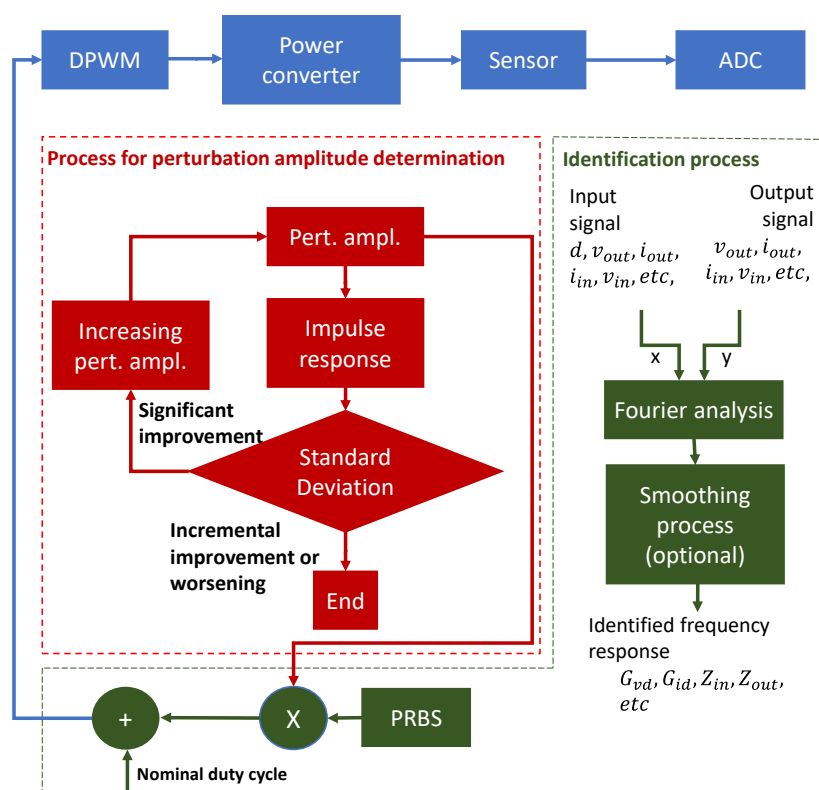 DPWM
Power
converter
Sensor
ADC
Process for perturbation amplitude determination
Pert. ampl.
Increasing
pert. ampl.
Impulse
response
Significant
improvement
Standard
Deviation
Incremental
improvement or
worsening
End
Identification process
Input
signal
d, v_out, i_out,
i_in, v_in, etc,
Output
signal
v_out, i_out,
i_in, v_in, etc,
x
y
Fourier analysis
Smoothing
process
(optional)
Identified frequency
response
G_vd, G_id, Z_in, Z_out,
etc
+
X
PRBS
Nominal duty cycle